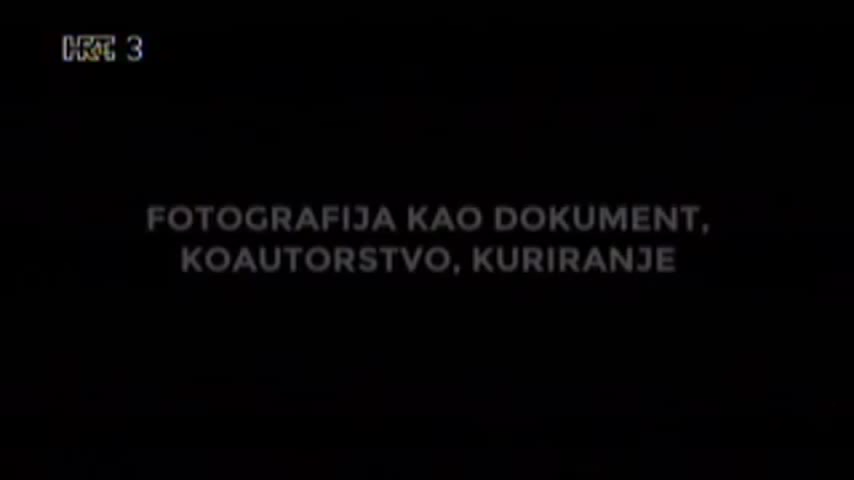 HRT 3
FOTOGRAFIJA KAO DOKUMENT,
KOAUTORSTVO, KURIRANJE